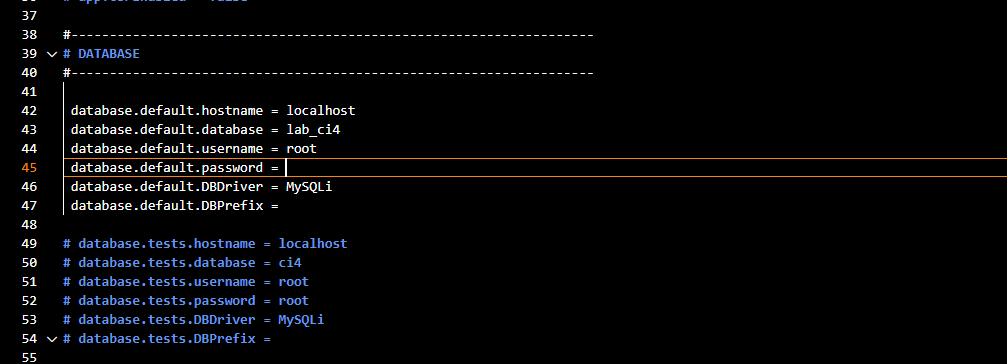 37
38 #--------------------------------------------------------------------
39 # DATABASE
40 #--------------------------------------------------------------------
41
42 database.default.hostname = localhost
43 database.default.database = lab_ci4
44 database.default.username = root
45 database.default.password =
46 database.default.DBDriver = MySQLi
47 database.default.DBPrefix =
48
49 # database.tests.hostname = localhost
50 # database.tests.database = ci4
51 # database.tests.username = root
52 # database.tests.password = root
53 # database.tests.DBDriver = MySQLi
54 # database.tests.DBPrefix =
55